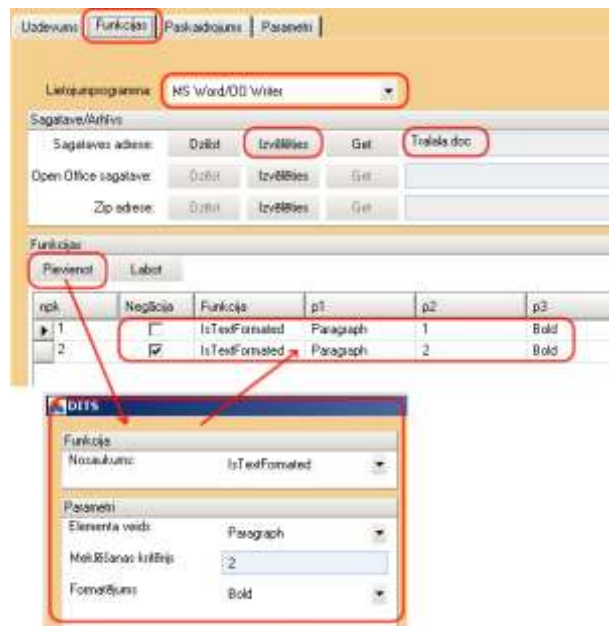 Uzdevums Funkcijas Paskaidrojums Parametri
Lietojumprogramma: MS Word/OO Writer
Sagatave/Arhīvs
Sagataves adrese: Dzēst Izvēlēties Get Tralala.doc
Open Office sagatave: Dzēst Izvēlēties Get
Zip adrese: Dzēst Izvēlēties Get
Funkcijas
Pievienot Labot
npk Negācija Funkcija p1 p2 p3
1 IsTextFormated Paragraph 1 Bold
2 IsTextFormated Paragraph 2 Bold
DITS
Funkcija
Nosaukums: IsTextFormated
Parametri
Elementa veids Paragraph
Meklēšanas kritērijs 2
Formatējums Bold